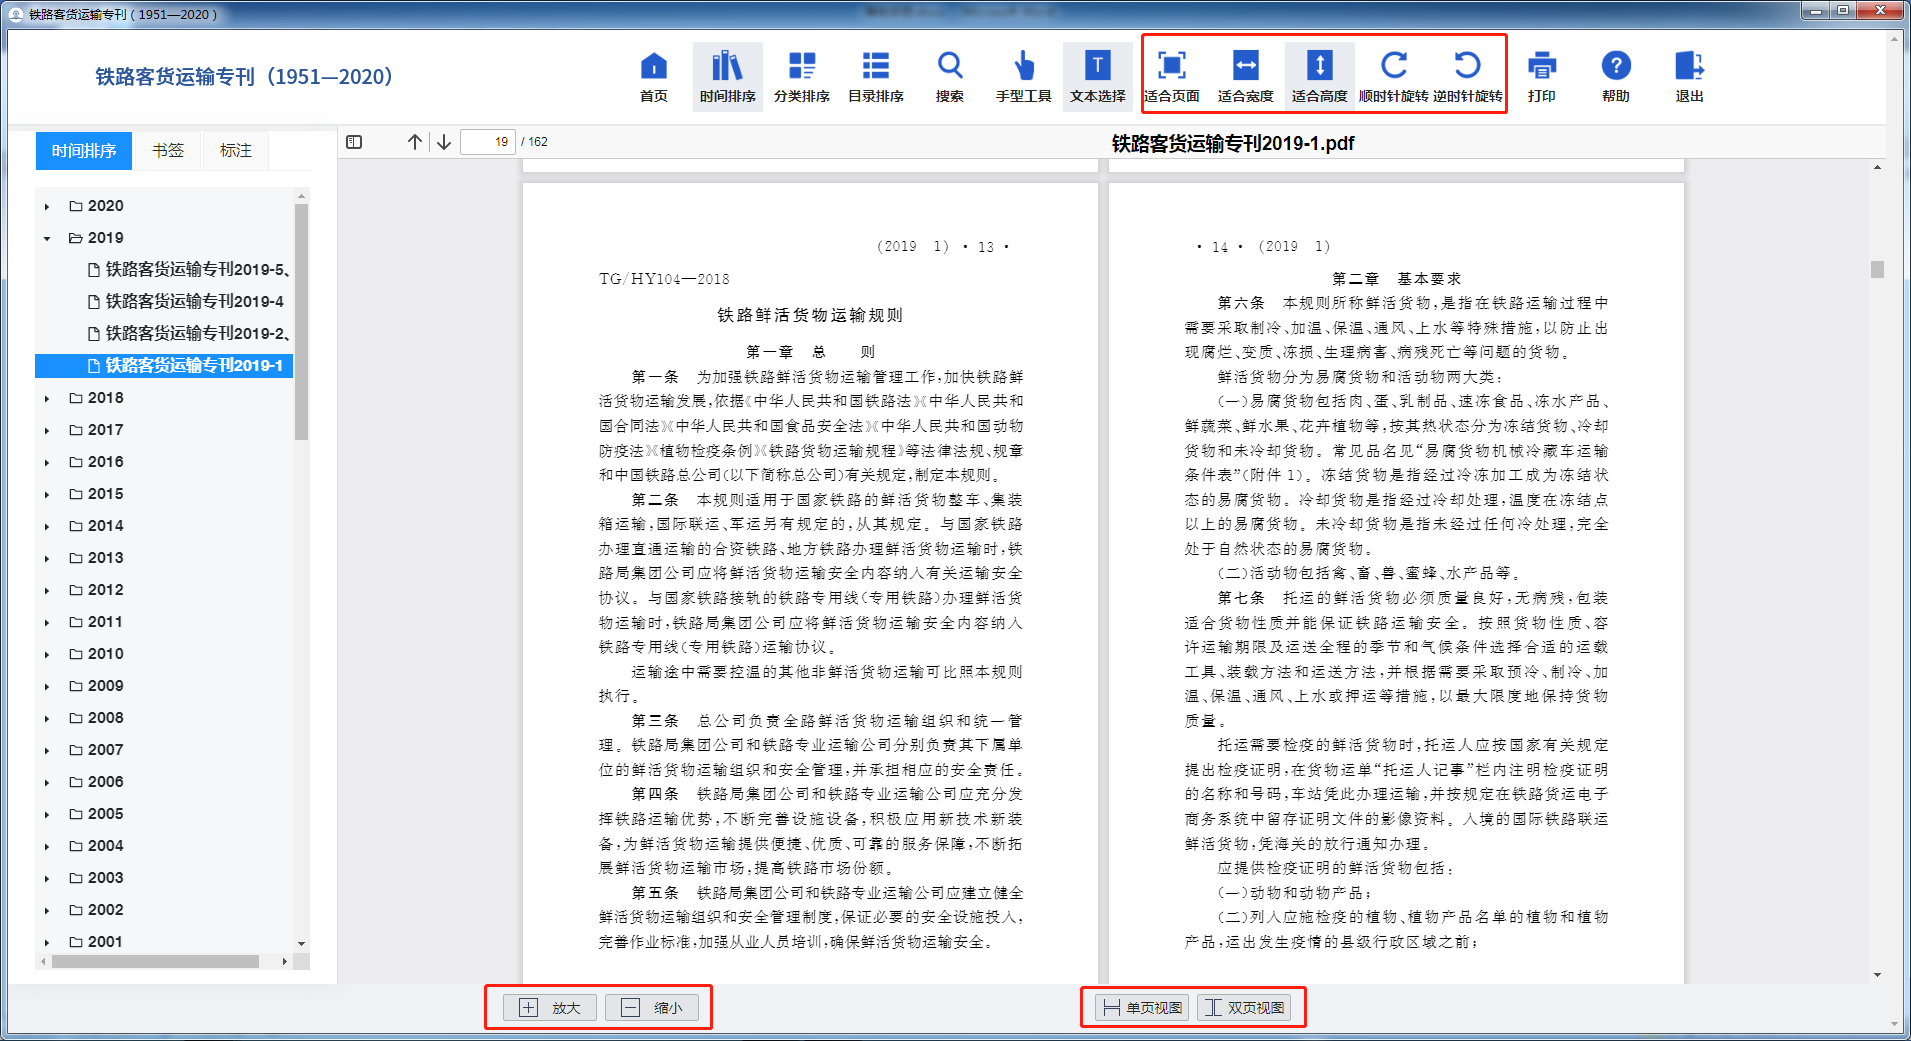 铁路客货运输专刊（1951—2020）
铁路客货运输专刊（1951—2020）
首页
时间排序
分类排序
目录排序
搜索
手型工具
文本选择
适合页面
适合宽度
适合高度
顺时针旋转
逆时针旋转
打印
帮助
退出
时间排序
书签
标注
19 / 162
铁路客货运输专刊2019-1.pdf
2020
2019
铁路客货运输专刊2019-5、
铁路客货运输专刊2019-4
铁路客货运输专刊2019-2、
铁路客货运输专刊2019-1
2018
2017
2016
2015
2014
2013
2012
2011
2010
2009
2008
2007
2006
2005
2004
2003
2002
2001
(2019 1) · 13 ·
TG/HY104—2018
铁路鲜活货物运输规则
第一章 总 则
第一条 为加强铁路鲜活货物运输管理工作,加快铁路鲜
活货物运输发展,依据《中华人民共和国铁路法》《中华人民共和
国合同法》《中华人民共和国食品安全法》《中华人民共和国动物
防疫法》《植物检疫条例》《铁路货物运输规程》等法律法规、规章
和中国铁路总公司(以下简称总公司)有关规定,制定本规则。
第二条 本规则适用于国家铁路的鲜活货物整车、集装
箱运输,国际联运、军运另有规定的,从其规定。与国家铁路
办理直通运输的合资铁路、地方铁路办理鲜活货物运输时,铁
路局集团公司应将鲜活货物运输安全内容纳入有关运输安全
协议。与国家铁路接轨的铁路专用线(专用铁路)办理鲜活货
物运输时,铁路局集团公司应将鲜活货物运输安全内容纳入
铁路专用线(专用铁路)运输协议。
运输途中需要控温的其他非鲜活货物运输可比照本规则
执行。
第三条 总公司负责全路鲜活货物运输组织和统一管
理。铁路局集团公司和铁路专业运输公司分别负责其下属单
位的鲜活货物运输组织和安全管理,并承担相应的安全责任。
第四条 铁路局集团公司和铁路专业运输公司应充分发
挥铁路运输优势,不断完善设施设备,积极应用新技术新装
备,为鲜活货物运输提供便捷、优质、可靠的服务保障,不断拓
展鲜活货物运输市场,提高铁路市场份额。
第五条 铁路局集团公司和铁路专业运输公司应建立健全
鲜活货物运输组织和安全管理制度,保证必要的安全设施投入,
完善作业标准,加强从业人员培训,确保鲜活货物运输安全。
· 14 · (2019 1)
第二章 基本要求
第六条 本规则所称鲜活货物,是指在铁路运输过程中
需要采取制冷、加温、保温、通风、上水等特殊措施,以防止出
现腐烂、变质、冻损、生理病害、病残死亡等问题的货物。
鲜活货物分为易腐货物和活动物两大类:
(一)易腐货物包括肉、蛋、乳制品、速冻食品、冻水产品、
鲜蔬菜、鲜水果、花卉植物等,按其热状态分为冻结货物、冷却
货物和未冷却货物。常见品名见“易腐货物机械冷藏车运输
条件表”(附件1)。冻结货物是指经过冷冻加工成为冻结状
态的易腐货物。冷却货物是指经过冷却处理,温度在冻结点
以上的易腐货物。未冷却货物是指未经过任何冷处理,完全
处于自然状态的易腐货物。
(二)活动物包括禽、畜、兽、蜜蜂、水产品等。
第七条 托运的鲜活货物必须质量良好,无病残,包装
适合货物性质并能保证铁路运输安全。按照货物性质、容
许运输期限及运送全程的季节和气候条件选择合适的运载
工具、装载方法和运送方法,并根据需要采取预冷、制冷、加
温、保温、通风、上水或押运等措施,以最大限度地保持货物
质量。
托运需要检疫的鲜活货物时,托运人应按国家有关规定
提出检疫证明,在货物运单“托运人记事”栏内注明检疫证明
的名称和号码,车站凭此办理运输,并按规定在铁路货运电子
商务系统中留存证明文件的影像资料。入境的国际铁路联运
鲜活货物,凭海关的放行通知办理。
应提供检疫证明的鲜活货物包括:
(一)动物和动物产品;
(二)列入应施检疫的植物、植物产品名单的植物和植物
产品,运出发生疫情的县级行政区域之前;
放大
缩小
单页视图
双页视图